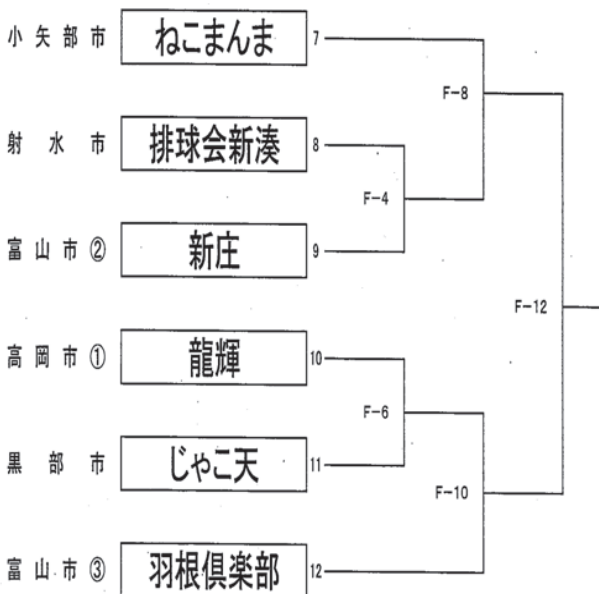 小矢部市 ねこまんま 7
F-8
射水市 排球会新湊 8
F-4
富山市② 新庄 9
F-12
高岡市① 龍輝 10
F-6
黒部市 じゃこ天 11
F-10
富山市③ 羽根倶楽部 12